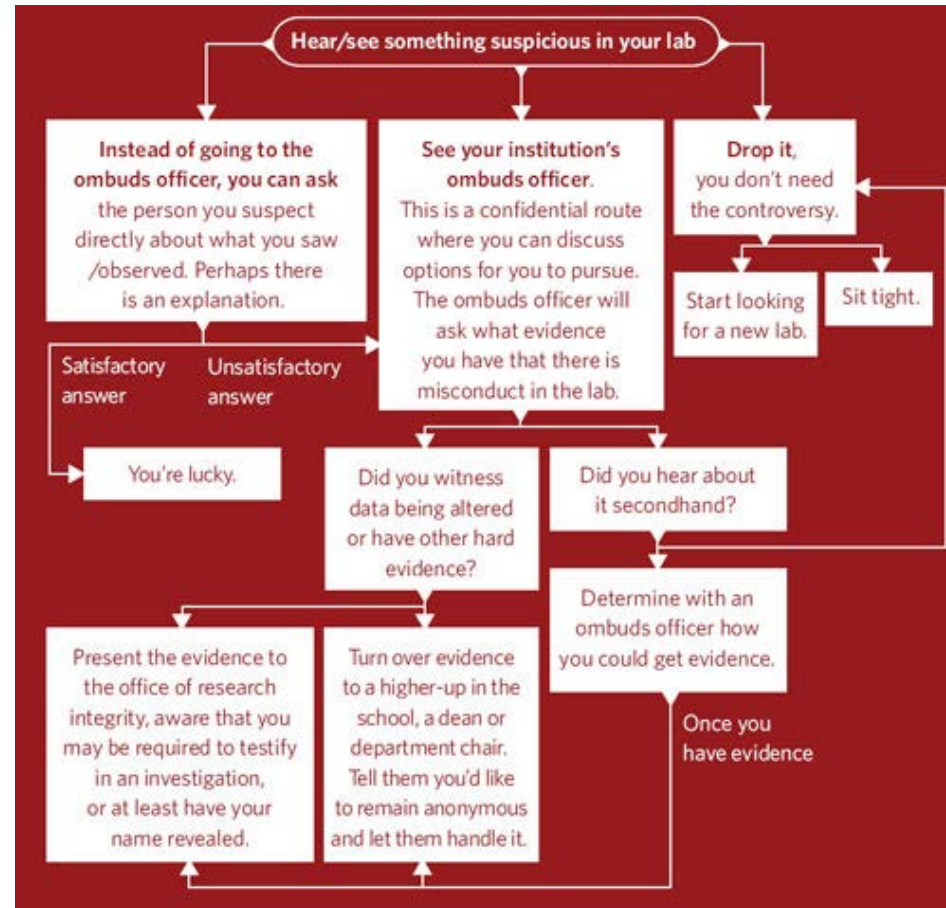 Hear/see something suspicious in your lab
Instead of going to the
ombuds officer, you can ask
the person you suspect
directly about what you saw
/observed. Perhaps there
is an explanation.
See your institution's
ombuds officer.
This is a confidential route
where you can discuss
options for you to pursue.
The ombuds officer will
ask what evidence
you have that there is
misconduct in the lab.
Drop it,
you don't need
the controversy.
Start looking
for a new lab.
Sit tight.
Satisfactory
answer
Unsatisfactory
answer
You're lucky.
Did you witness
data being altered
or have other hard
evidence?
Did you hear about
it secondhand?
Determine with an
ombuds officer how
you could get evidence.
Present the evidence to
the office of research
integrity, aware that you
may be required to testify
in an investigation,
or at least have your
name revealed.
Turn over evidence
to a higher-up in the
school, a dean or
department chair.
Tell them you'd like
to remain anonymous
and let them handle it.
Once you
have evidence